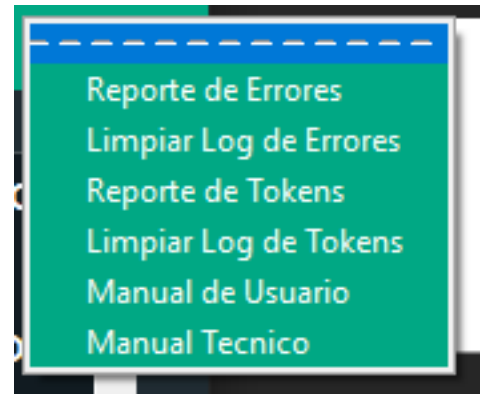 Reporte de Errores
Limpiar Log de Errores
Reporte de Tokens
Limpiar Log de Tokens
Manual de Usuario
Manual Tecnico